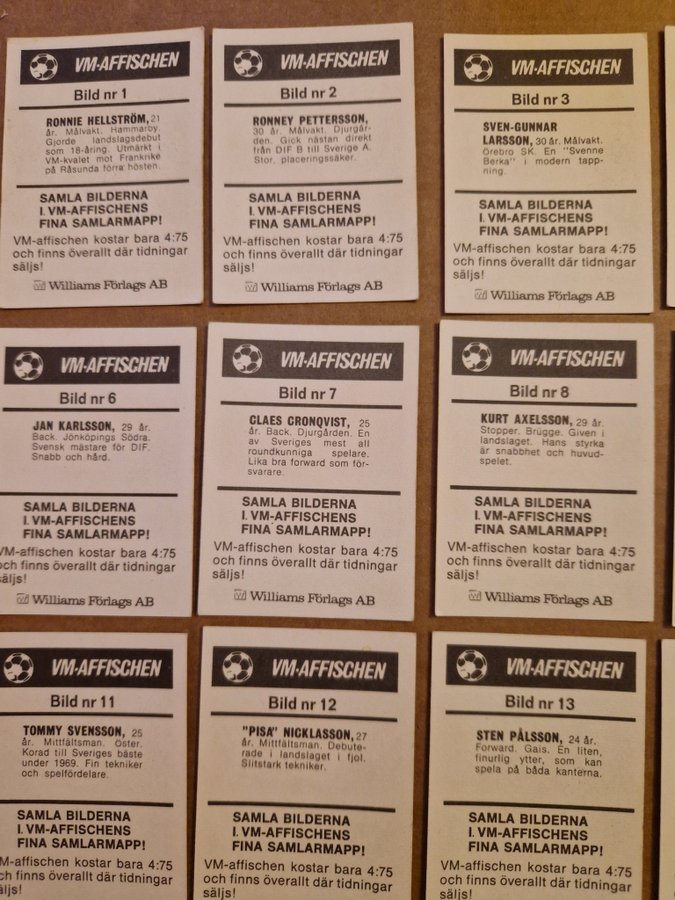 VM-AFFISCHEN
Bild nr 1
RONNIE HELLSTRÖM, 21
år. Målvakt. Hammarby.
Gjorde landslagsdebut
som 18-åring. Utmärkt i
VM-kvalet mot Frankrike
på Råsunda förra hösten.
SAMLA BILDERNA
I. VM-AFFISCHENS
FINA SAMLARMAPP!
VM-affischen kostar bara 4:75
och finns överallt där tidningar
säljs!
Williams Förlags AB
VM-AFFISCHEN
Bild nr 2
RONNEY PETTERSSON,
30 år. Målvakt. Djurgår-
den. Gick nästan direkt
från DIF B till Sverige A.
Stor, placeringssäker.
SAMLA BILDERNA
I. VM-AFFISCHENS
FINA SAMLARMAPP!
VM-affischen kostar bara 4:75
och finns överallt där tidningar
säljs!
Williams Förlags AB
VM-AFFISCHEN
Bild nr 3
SVEN-GUNNAR
LARSSON, 30 år. Målvakt.
Örebro SK. En "Svenne
Berka" i modern tapp-
ning.
SAMLA BILDERNA
I. VM-AFFISCHENS
FINA SAMLARMAPP!
VM-affischen kostar bara 4:75
och finns överallt där tidningar
säljs!
Williams Förlags AB
VM-AFFISCHEN
Bild nr 6
JAN KARLSSON, 29 år.
Back. Jönköpings Södra.
Svensk mästare för DIF.
Snabb och hård.
SAMLA BILDERNA
I. VM-AFFISCHENS
FINA SAMLARMAPP!
VM-affischen kostar bara 4:75
och finns överallt där tidningar
säljs!
Williams Förlags AB
VM-AFFISCHEN
Bild nr 7
CLAES CRONQVIST, 25
år. Back. Djurgården. En
av Sveriges mest all
roundkunniga spelare.
Lika bra forward som för-
svarare.
SAMLA BILDERNA
I. VM-AFFISCHENS
FINA SAMLARMAPP!
VM-affischen kostar bara 4:75
och finns överallt där tidningar
säljs!
Williams Förlags AB
VM-AFFISCHEN
Bild nr 8
KURT AXELSSON, 29 år.
Stopper. Brügge. Given i
landslaget. Hans styrka
är snabbhet och huvud-
spelet.
SAMLA BILDERNA
I. VM-AFFISCHENS
FINA SAMLARMAPP!
VM-affischen kostar bara 4:75
och finns överallt där tidningar
säljs!
Williams Förlags AB
VM-AFFISCHEN
Bild nr 11
TOMMY SVENSSON, 25
år. Mittfältsman. Öster.
Korad till Sveriges bäste
under 1969. Fin tekniker
och spelfördelare.
SAMLA BILDERNA
I. VM-AFFISCHENS
FINA SAMLARMAPP!
VM-affischen kostar bara 4:75
och finns överallt där tidningar
säljs!
VM-AFFISCHEN
Bild nr 12
"PISA" NICKLASSON, 27
år. Mittfältsman. Debute-
rade i landslaget i fjol.
Slitstark tekniker.
SAMLA BILDERNA
I. VM-AFFISCHENS
FINA SAMLARMAPP!
VM-affischen kostar bara 4:75
och finns överallt där tidningar
säljs!
VM-AFFISCHEN
Bild nr 13
STEN PÅLSSON, 24 år.
Forward. Gais. En liten,
finurlig ytter, som kan
spela på båda kanterna.
SAMLA BILDERNA
I. VM-AFFISCHENS
FINA SAMLARMAPP!
VM-affischen kostar bara 4:75
och finns överallt där tidningar
säljs!